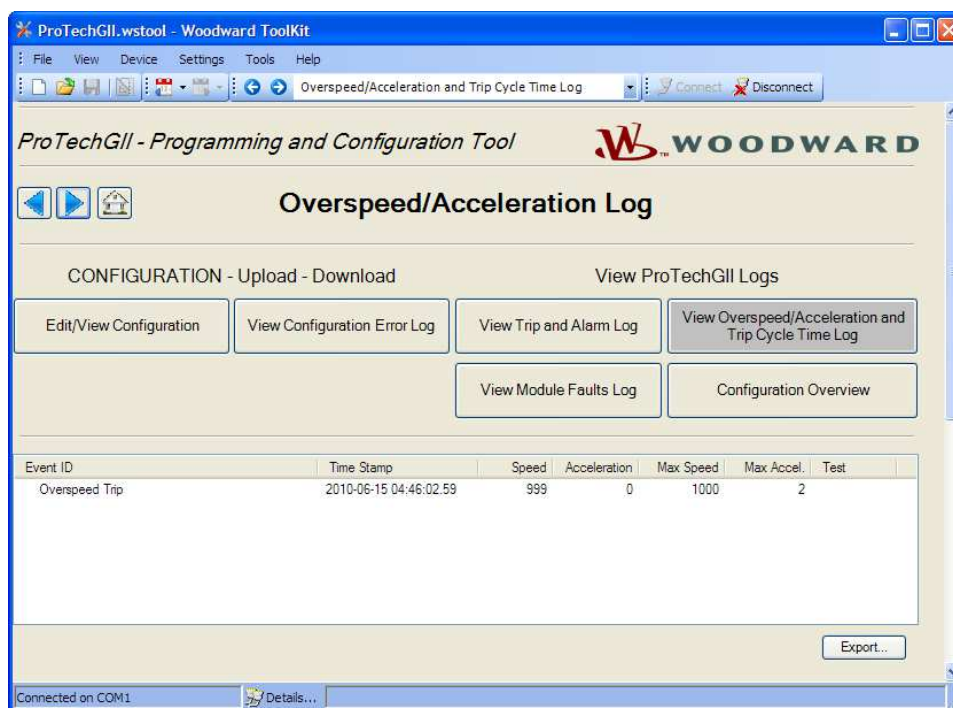 ProTechGII.wstool - Woodward ToolKit
File View Device Settings Tools Help
Overspeed/Acceleration and Trip Cycle Time Log Connect Disconnect
ProTechGII - Programming and Configuration Tool
WOODWARD
Overspeed/Acceleration Log
CONFIGURATION - Upload - Download
View ProTechGII Logs
Edit/View Configuration
View Configuration Error Log
View Trip and Alarm Log
View Overspeed/Acceleration and
Trip Cycle Time Log
View Module Faults Log
Configuration Overview
Event ID Time Stamp Speed Acceleration Max Speed Max Accel. Test
Overspeed Trip 2010-06-15 04:46:02.59 999 0 1000 2
Export...
Connected on COM1 Details...